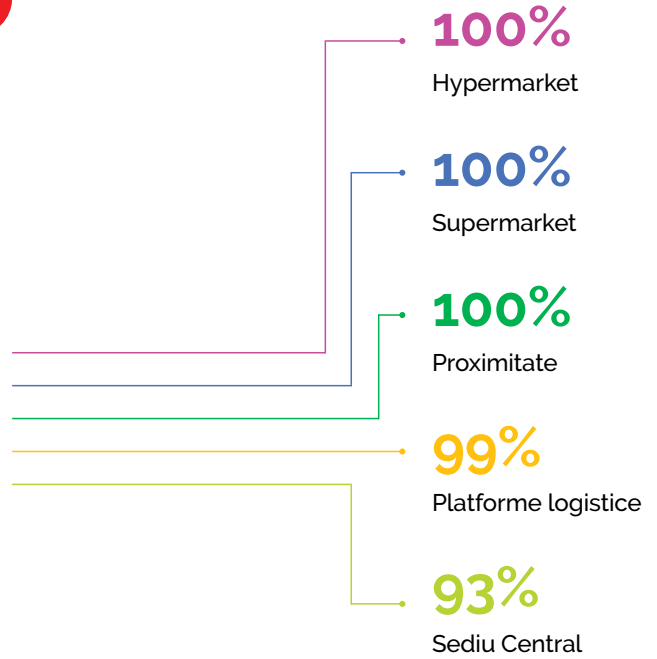 100%
Hypermarket
100%
Supermarket
100%
Proximitate
99%
Platforme logistice
93%
Sediu Central